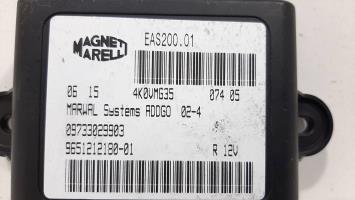 MAGNETI MARELLI EAS200.01
06 15 4K0VMG35 074 05
MARWAL Systems ADDGO 02-4
09733029903
9651212180-01 R 12V